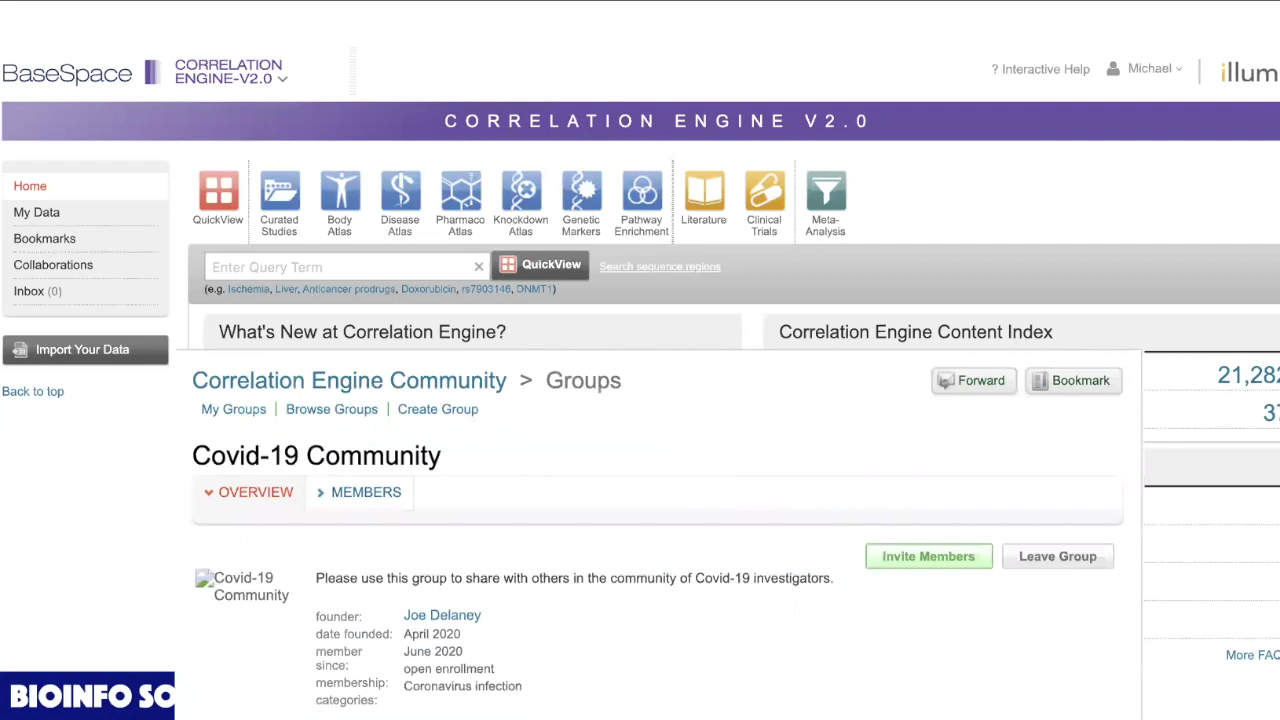 BaseSpace
CORRELATION
ENGINE-V2.0
? Interactive Help
Michael
illum
CORRELATION ENGINE V2.0
Home
My Data
Bookmarks
Collaborations
Inbox (0)
Import Your Data
Back to top
QuickView
Curated
Studies
Body
Atlas
Disease
Atlas
Pharmaco
Atlas
Knockdown
Atlas
Genetic
Markers
Pathway
Enrichment
Literature
Clinical
Trials
Meta-
Analysis
Enter Query Term
QuickView
Search sequence regions
(e.g. Ischemia, Liver, Anticancer prodrugs, Doxorubicin, rs7903146, DNMT1)
What's New at Correlation Engine?
Correlation Engine Content Index
Correlation Engine Community > Groups
Forward
Bookmark
21,282
37
My Groups | Browse Groups | Create Group
Covid-19 Community
OVERVIEW
MEMBERS
Invite Members
Leave Group
Covid-19
Community
Please use this group to share with others in the community of Covid-19 investigators.
founder: Joe Delaney
date founded: April 2020
member June 2020
since: open enrollment
membership: Coronavirus infection
categories:
More FAQ
BIOINFO SO